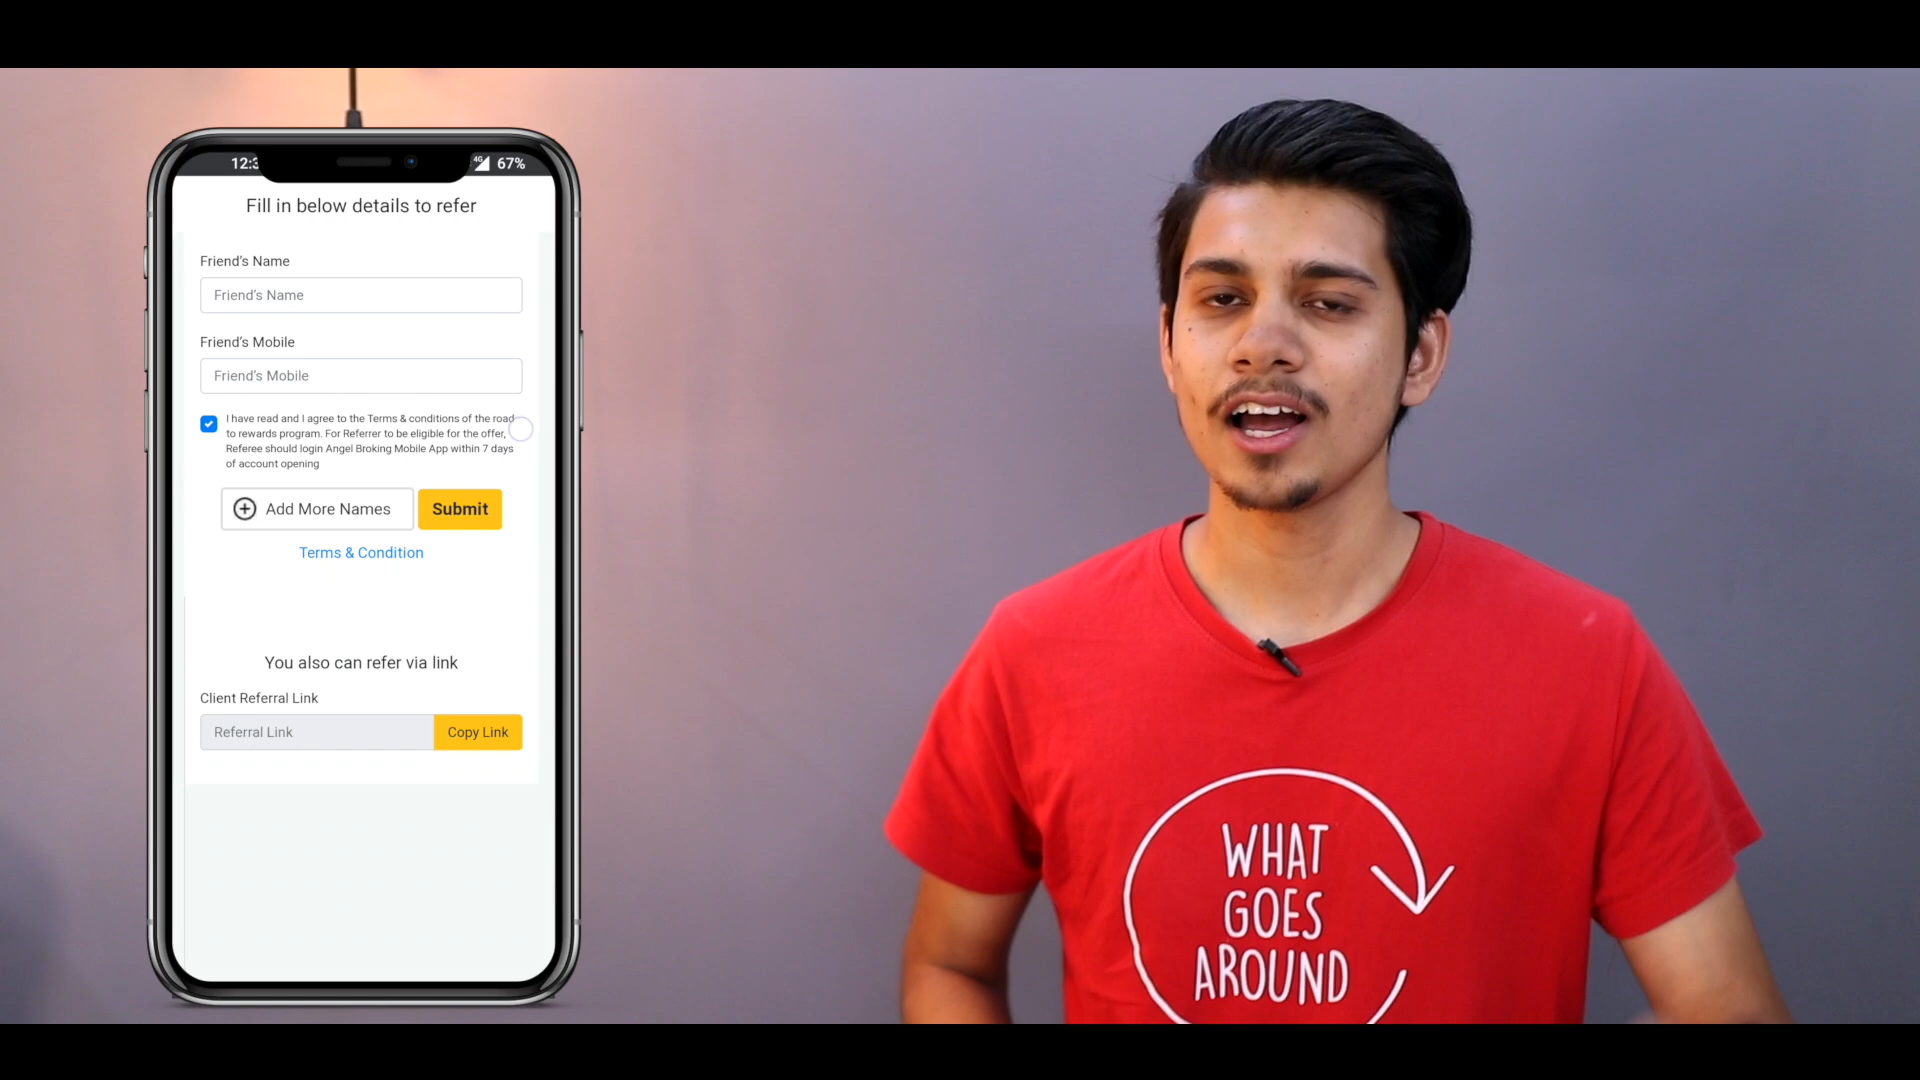 12:3
4G 67%
Fill in below details to refer
Friend's Name
Friend's Name
Friend's Mobile
Friend's Mobile
I have read and I agree to the Terms & conditions of the road
to rewards program. For Referrer to be eligible for the offer,
Referee should login Angel Broking Mobile App within 7 days
of account opening
Add More Names Submit
Terms & Condition
You also can refer via link
Client Referral Link
Referral Link Copy Link
WHAT
GOES
AROUND